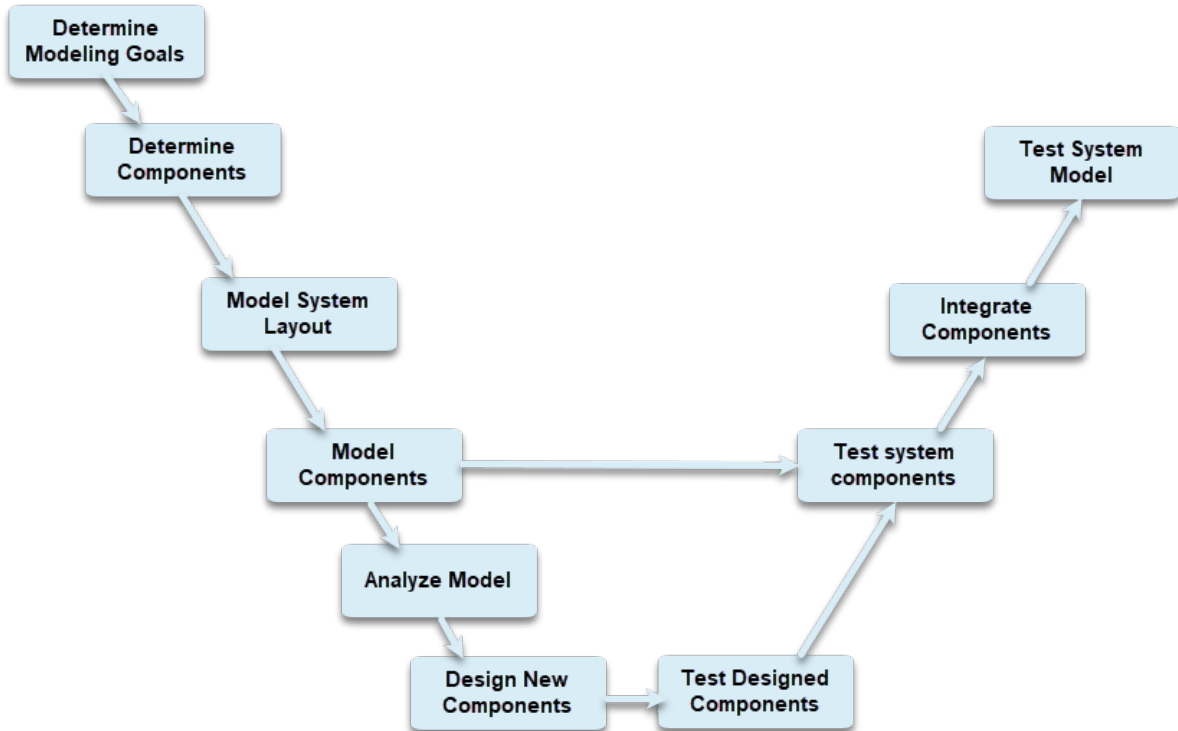 Determine
Modeling Goals
Determine
Components
Test System
Model
Model System
Layout
Integrate
Components
Model
Components
Test system
components
Analyze Model
Design New
Components
Test Designed
Components